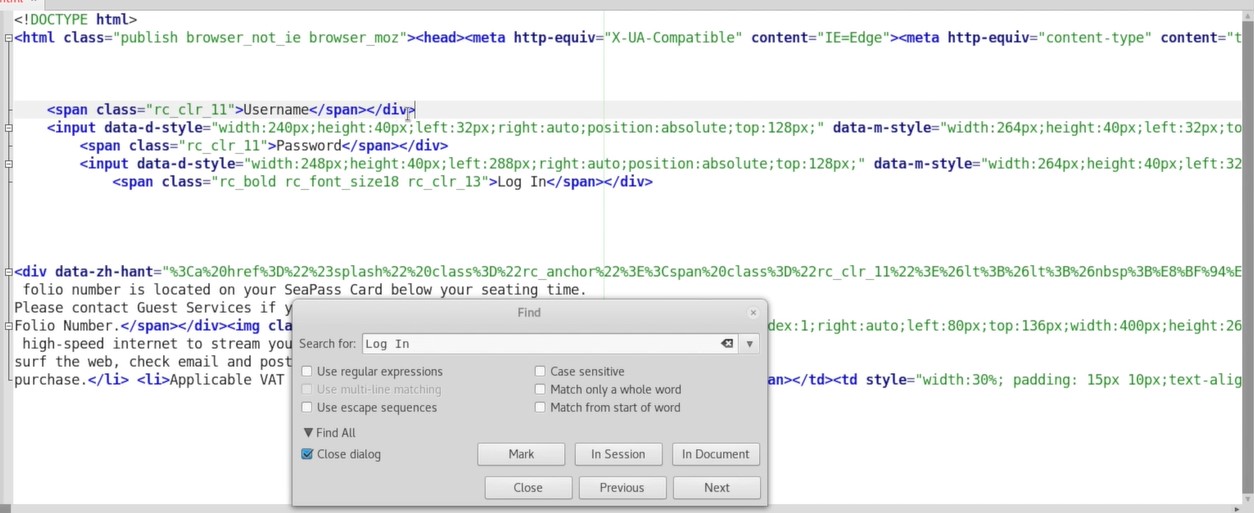 html
<!DOCTYPE html>
<html class="publish browser_not_ie browser_moz"><head><meta http-equiv="X-UA-Compatible" content="IE=Edge"><meta http-equiv="content-type" content="t
<span class="rc_clr_11">Username</span></div>
<input data-d-style="width:240px;height:40px;left:32px;right:auto;position:absolute;top:128px;" data-m-style="width:264px;height:40px;left:32px;to
<span class="rc_clr_11">Password</span></div>
<input data-d-style="width:248px;height:40px;left:288px;right:auto;position:absolute;top:128px;" data-m-style="width:264px;height:40px;left:32
<span class="rc_bold rc_font_size18 rc_clr_13">Log In</span></div>
<div data-zh-hant="%3Ca%20href%3D%22%23splash%22%20class%3D%22rc_anchor%22%3E%3Cspan%20class%3D%22rc_clr_11%22%3E%26lt%3B%26lt%3B%26nbsp%3B%E8%BF%94%E
folio number is located on your SeaPass Card below your seating time.
Please contact Guest Services if y
Folio Number.</span></div><img cla
dex:1;right:auto;left:80px;top:136px;width:400px;height:26
high-speed internet to stream you
surf the web, check email and post
purchase.</li> <li>Applicable VAT
an></td><td style="width:30%; padding: 15px 10px;text-alig
Find
Search for: Log In
Use regular expressions
Case sensitive
Use multi-line matching
Match only a whole word
Use escape sequences
Match from start of word
Find All
Close dialog
Mark
In Session
In Document
Close
Previous
Next